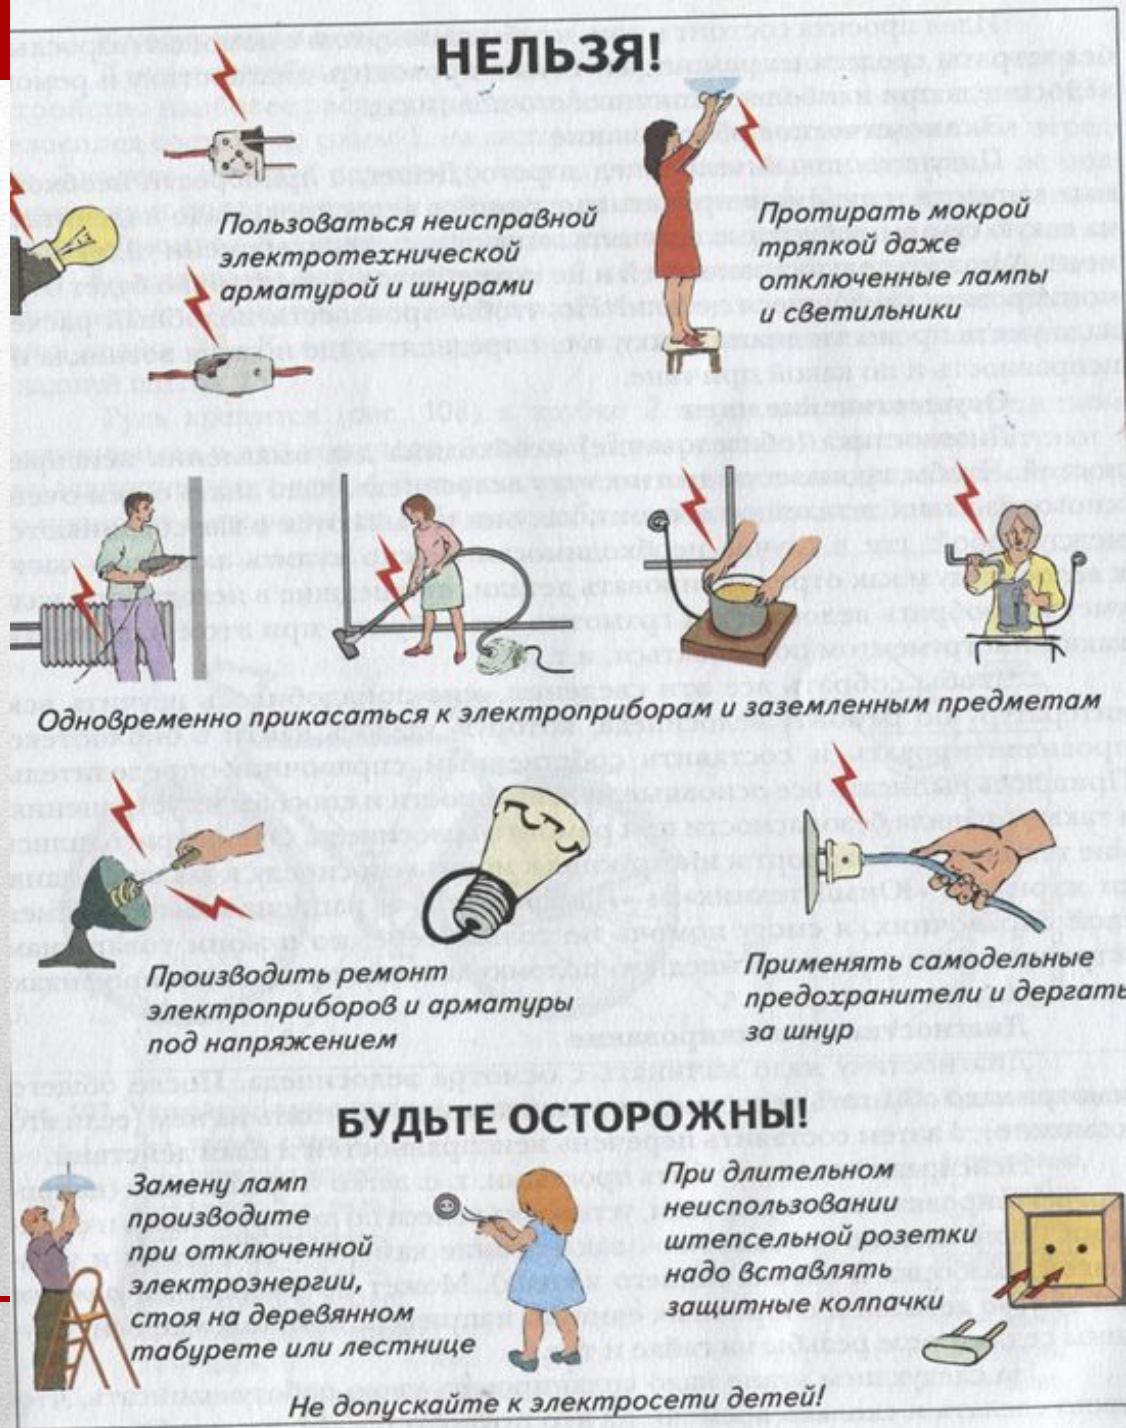 НЕЛЬЗЯ!
Пользоваться неисправной
электротехнической
арматурой и шнурами
Протирать мокрой
тряпкой даже
отключенные лампы
и светильники
Одновременно прикасаться к электроприборам и заземленным предметам
Производить ремонт
электроприборов и арматуры
под напряжением
Применять самодельные
предохранители и дергать
за шнур
БУДЬТЕ ОСТОРОЖНЫ!
Замену ламп
производите
при отключенной
электроэнергии,
стоя на деревянном
табурете или лестнице
При длительном
неиспользовании
штепсельной розетки
надо вставлять
защитные колпачки
Не допускайте к электросети детей!